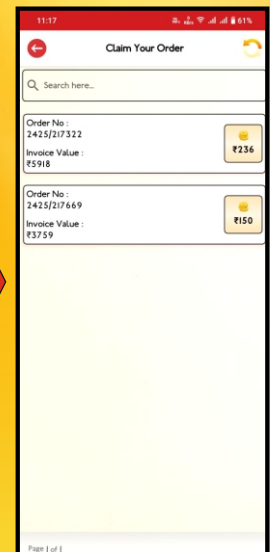 11:17
61%
Claim Your Order
Search here...
Order No :
2425/217322
Invoice Value :
₹5918
₹236
Order No :
2425/217669
Invoice Value :
₹3759
₹150
Page 1 of 1